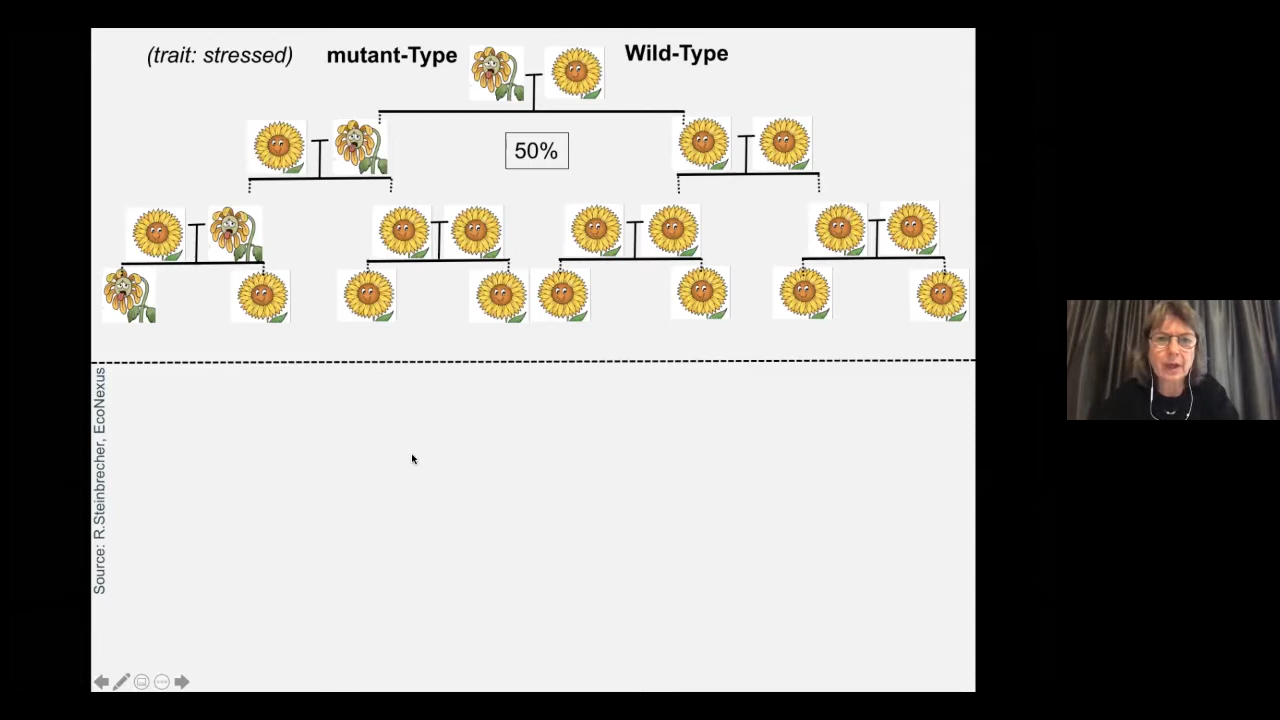 (trait: stressed)
mutant-Type
Wild-Type
50%
Source: R.Steinbrecher, EcoNexus